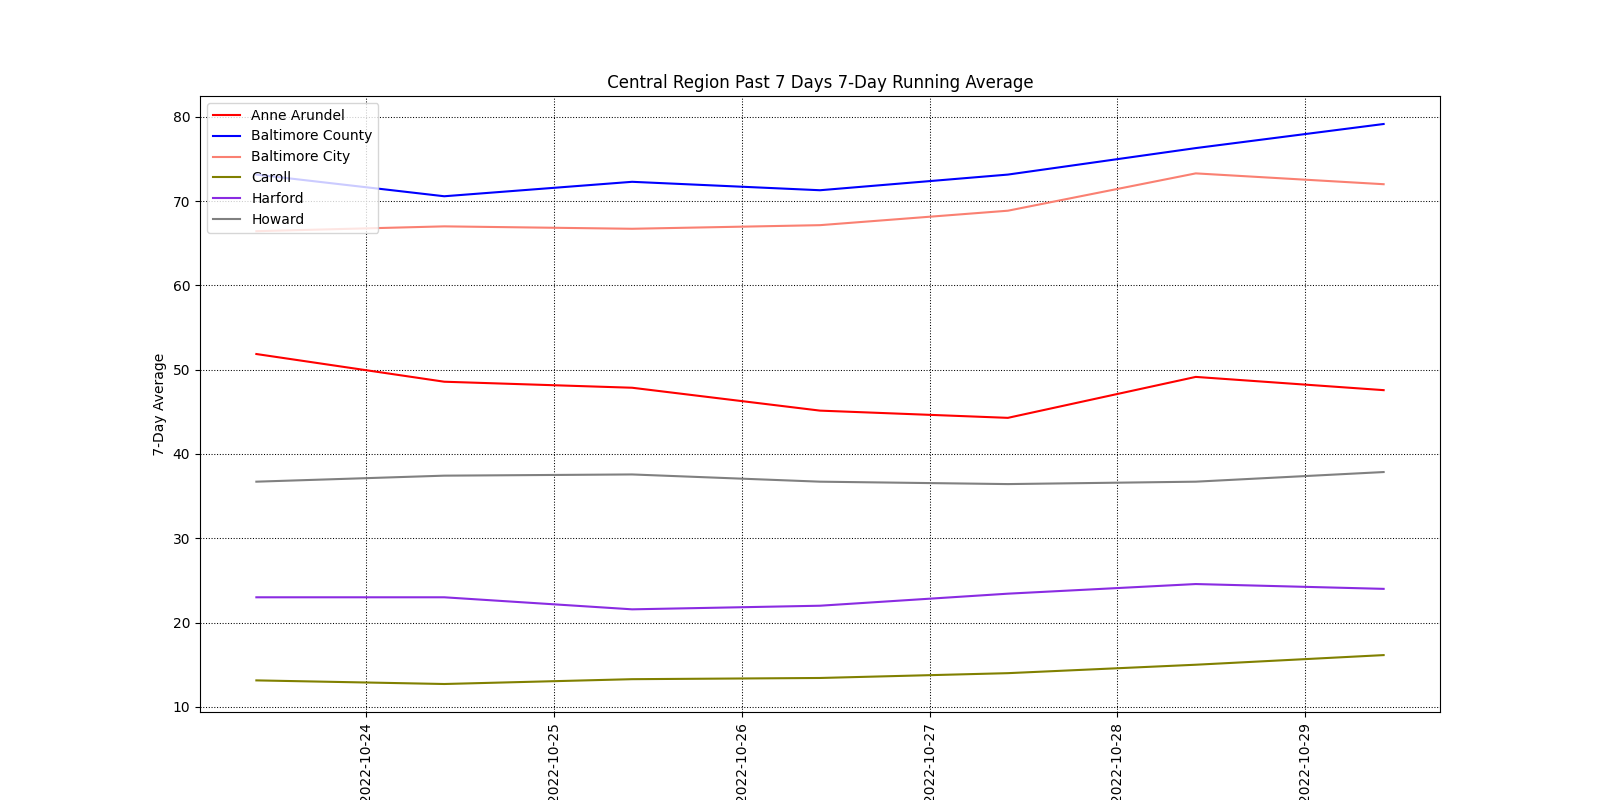 Central Region Past 7 Days 7-Day Running Average
Anne Arundel
Baltimore County
Baltimore City
Caroll
Harford
Howard
7-Day Average
80
70
60
50
40
30
20
10
2022-10-24
2022-10-25
2022-10-26
2022-10-27
2022-10-28
2022-10-29